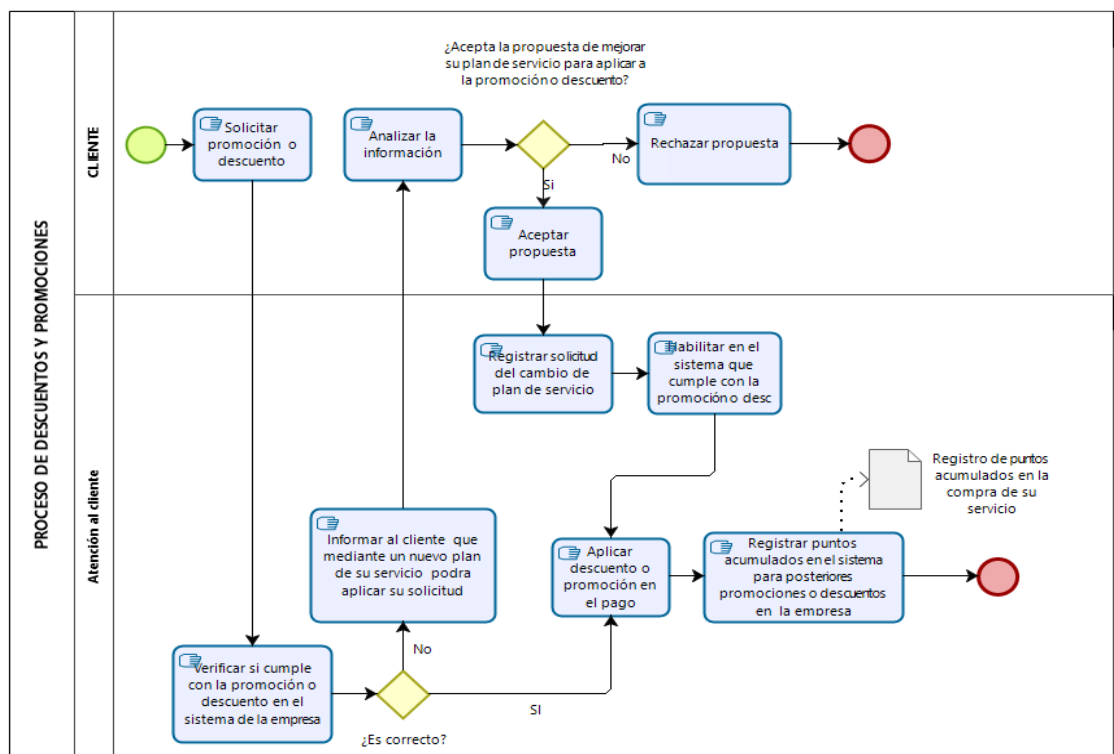 PROCESO DE DESCUENTOS Y PROMOCIONES
CLIENTE
¿Acepta la propuesta de mejorar
su plan de servicio para aplicar a
la promoción o descuento?
Solicitar
promoción o
descuento
Analizar la
información
No
Rechazar propuesta
Si
Aceptar
propuesta
Atención al cliente
Registrar solicitud
del cambio de
plan de servicio
Habilitar en el
sistema que
cumple con la
promoción o desc
Registro de puntos
acumulados en la
compra de su
servicio
Informar al cliente que
mediante un nuevo plan
de su servicio podra
aplicar su solicitud
Aplicar
descuento o
promoción en
el pago
Registrar puntos
acumulados en el sistema
para posteriores
promociones o descuentos
en la empresa
No
Verificar si cumple
con la promoción o
descuento en el
sistema de la empresa
SI
¿Es correcto?